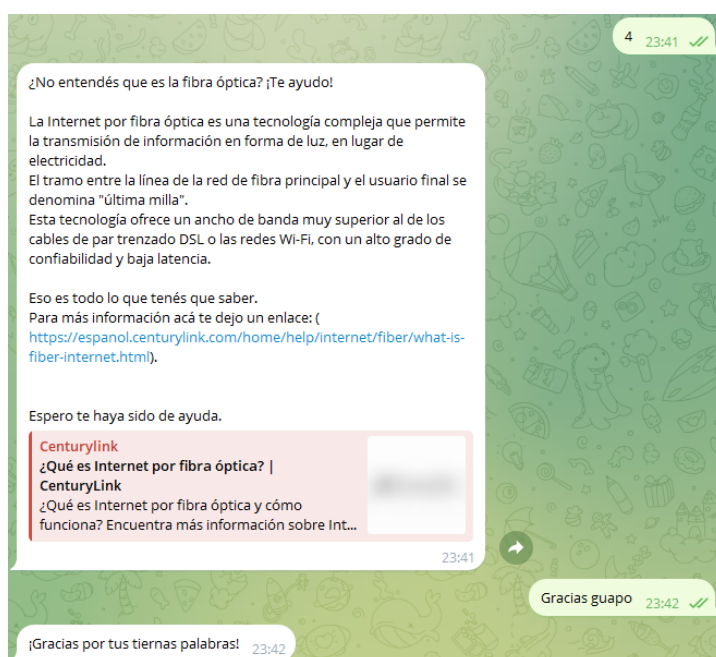 4 23:41
¿No entendés que es la fibra óptica? ¡Te ayudo!
La Internet por fibra óptica es una tecnología compleja que permite
la transmisión de información en forma de luz, en lugar de
electricidad.
El tramo entre la línea de la red de fibra principal y el usuario final se
denomina "última milla".
Esta tecnología ofrece un ancho de banda muy superior al de los
cables de par trenzado DSL o las redes Wi-Fi, con un alto grado de
confiabilidad y baja latencia.
Eso es todo lo que tenés que saber.
Para más información acá te dejo un enlace: (
https://espanol.centurylink.com/home/help/internet/fiber/what-is-
fiber-internet.html).
Espero te haya sido de ayuda.
Centurylink
¿Qué es Internet por fibra óptica? |
CenturyLink
¿Qué es Internet por fibra óptica y cómo
funciona? Encuentra más información sobre Int...
23:41
Gracias guapo 23:42
¡Gracias por tus tiernas palabras! 23:42